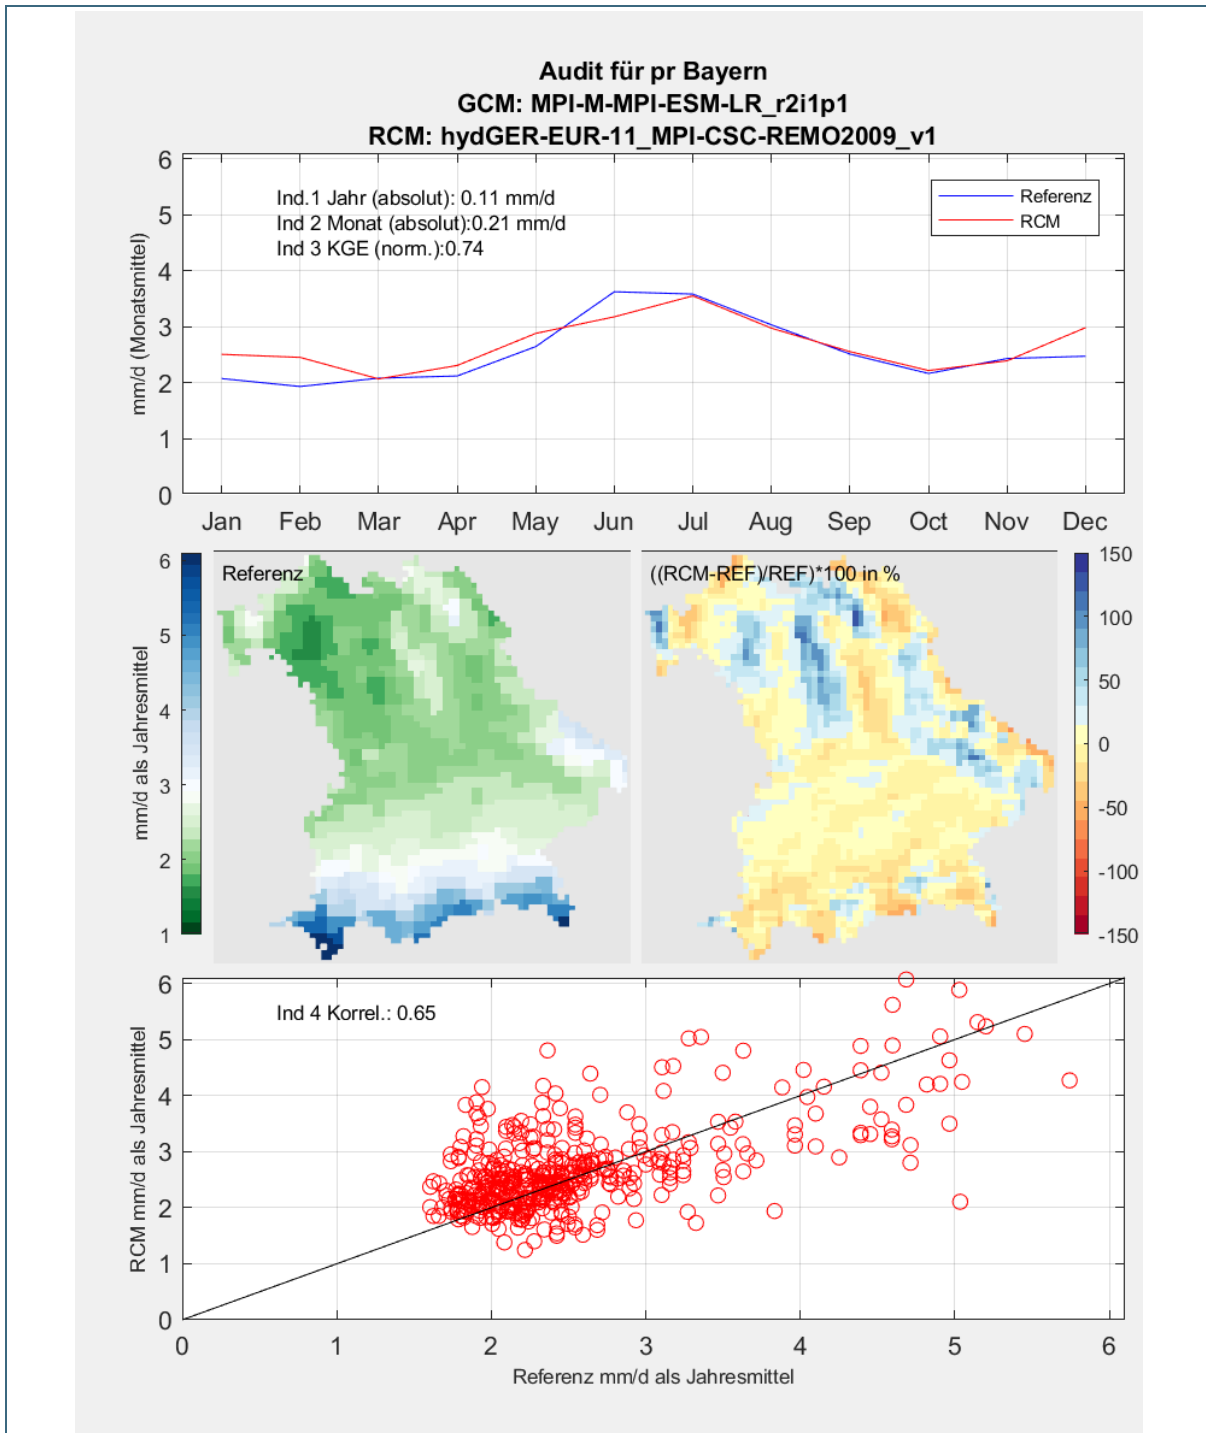 Audit für pr Bayern
GCM: MPI-M-MPI-ESM-LR_r2i1p1
RCM: hydGER-EUR-11_MPI-CSC-REMO2009_v1
6
5
4
3
2
1
0
mm/d (Monatsmittel)
Ind.1 Jahr (absolut): 0.11 mm/d
Ind 2 Monat (absolut):0.21 mm/d
Ind 3 KGE (norm.):0.74
Referenz
RCM
Jan Feb Mar Apr May Jun Jul Aug Sep Oct Nov Dec
6
5
4
3
2
1
mm/d als Jahresmittel
Referenz
((RCM-REF)/REF)*100 in %
150
100
50
0
-50
-100
-150
6
5
4
3
2
1
0
RCM mm/d als Jahresmittel
Ind 4 Korrel.: 0.65
0 1 2 3 4 5 6
Referenz mm/d als Jahresmittel